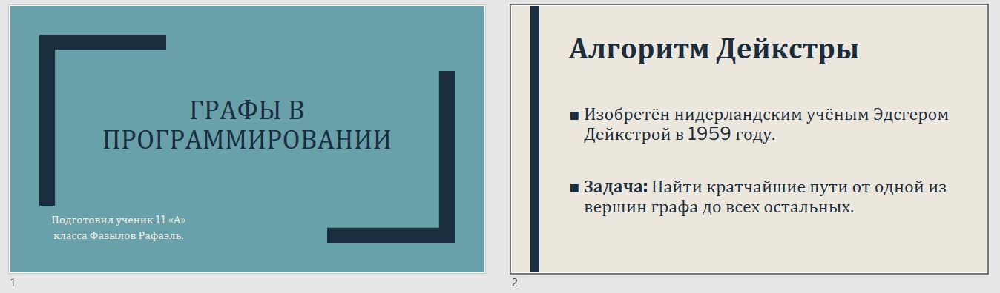 ГРАФЫ В
ПРОГРАММИРОВАНИИ
Подготовил ученик 11 «А»
класса Фазылов Рафаэль.
1
Алгоритм Дейкстры
■ Изобретён нидерландским учёным Эдсгером
Дейкстрой в 1959 году.
■ Задача: Найти кратчайшие пути от одной из
вершин графа до всех остальных.
2